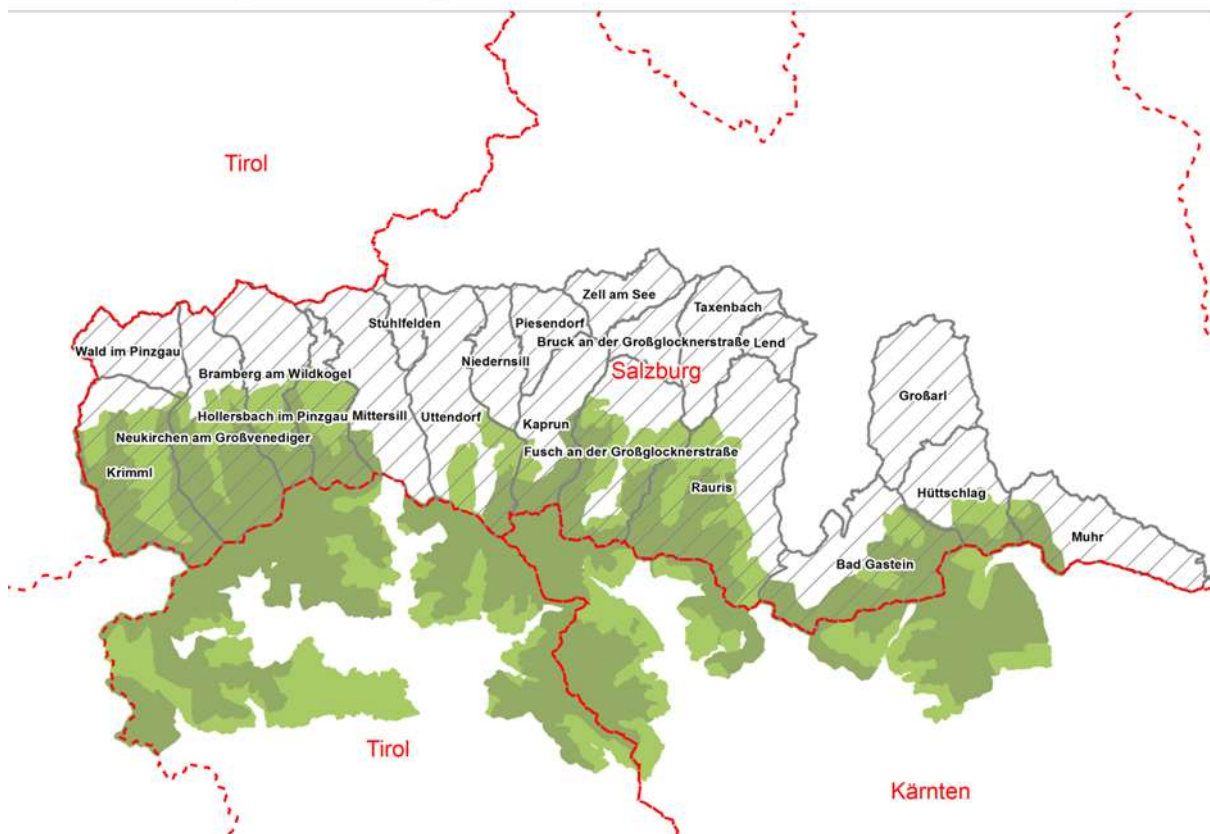 Tirol
Zell am See
Taxenbach
Stuhlfelden
Piesendorf
Bruck an der Großglocknerstraße
Lend
Wald im Pinzgau
Niedernsill
Bramberg am Wildkogel
Salzburg
Großarl
Hollersbach im Pinzgau
Mittersill
Uttendorf
Kaprun
Neukirchen am Großvenediger
Fusch an der Großglocknerstraße
Krimml
Rauris
Hüttschlag
Muhr
Bad Gastein
Tirol
Kärnten